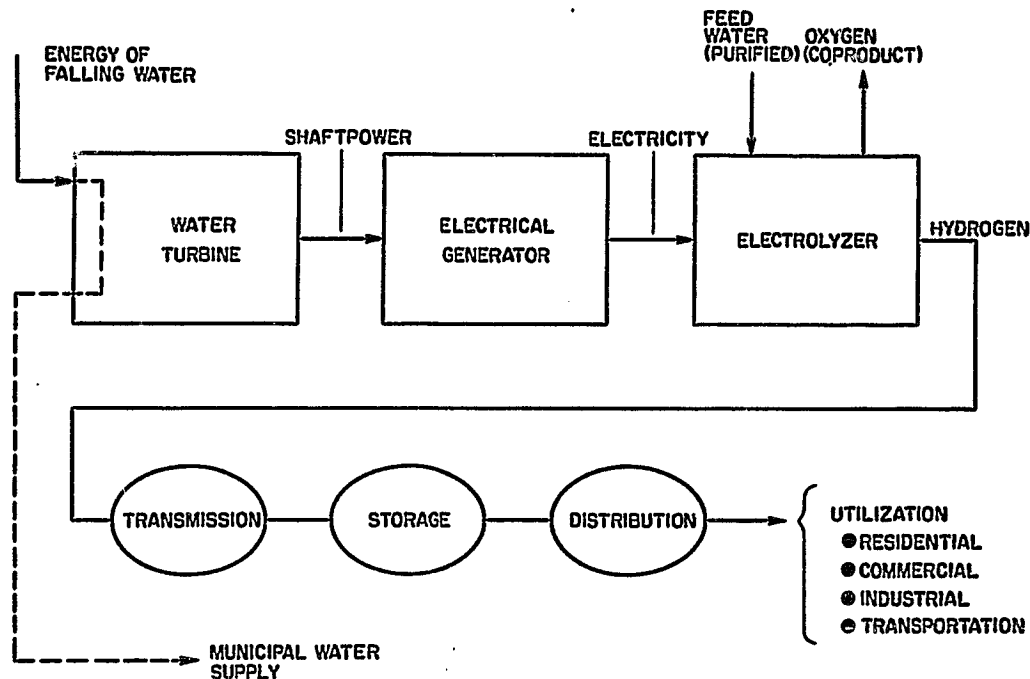 ENERGY OF
FALLING WATER
FEED
WATER
(PURIFIED)
OXYGEN
(COPRODUCT)
SHAFTPOWER
ELECTRICITY
WATER
TURBINE
ELECTRICAL
GENERATOR
ELECTROLYZER
HYDROGEN
TRANSMISSION
STORAGE
DISTRIBUTION
UTILIZATION
● RESIDENTIAL
● COMMERCIAL
● INDUSTRIAL
● TRANSPORTATION
MUNICIPAL WATER
SUPPLY